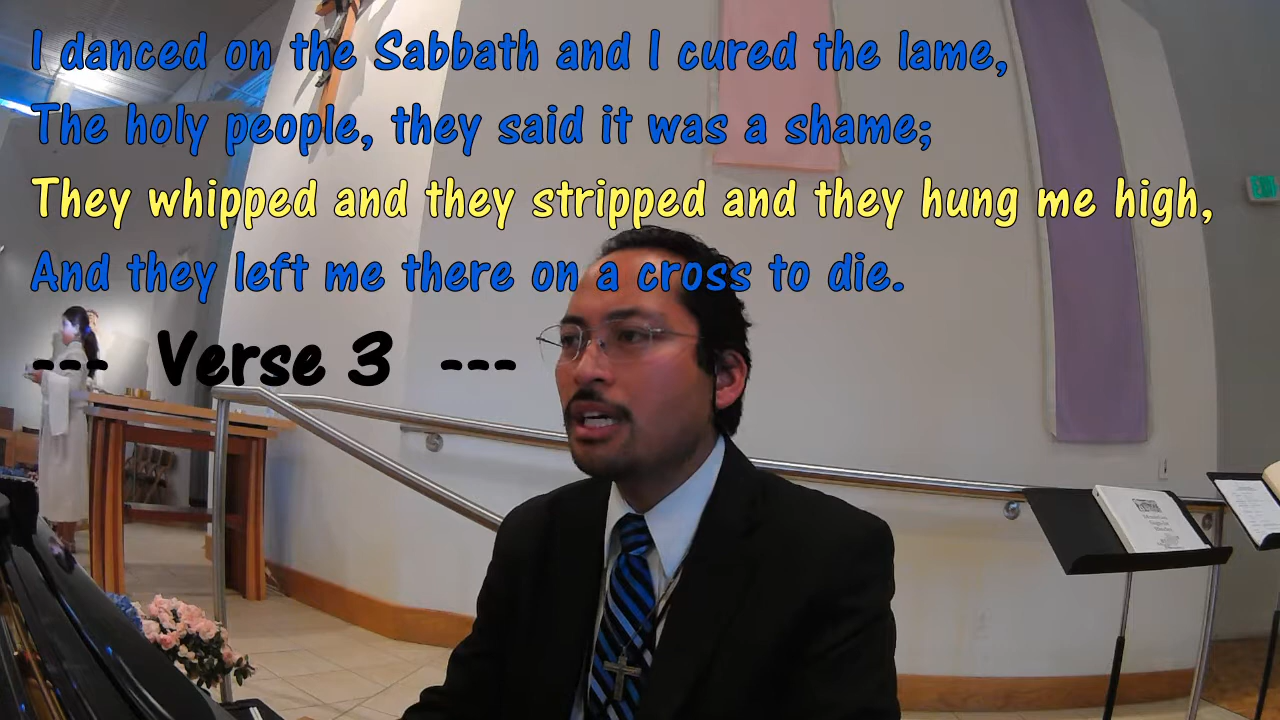 I danced on the Sabbath and I cured the lame,
The holy people, they said it was a shame;
They whipped and they stripped and they hung me high,
And they left me there on a cross to die.
--- Verse 3 ---